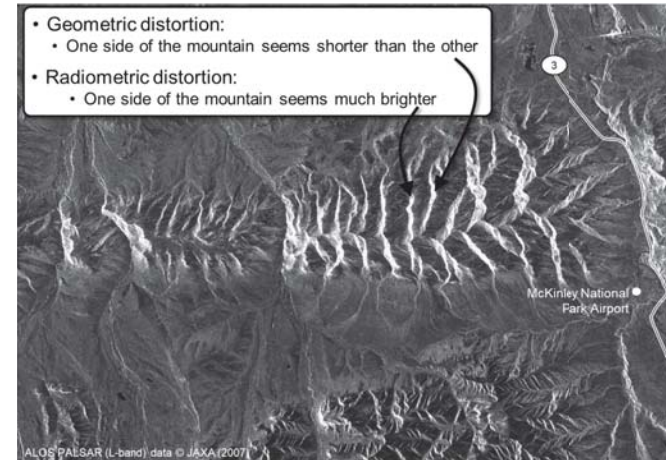 • Geometric distortion:
• One side of the mountain seems shorter than the other
• Radiometric distortion:
• One side of the mountain seems much brighter
3
McKinley National
Park Airport
ALOS PALSAR (L-band) data © JAXA (2007)